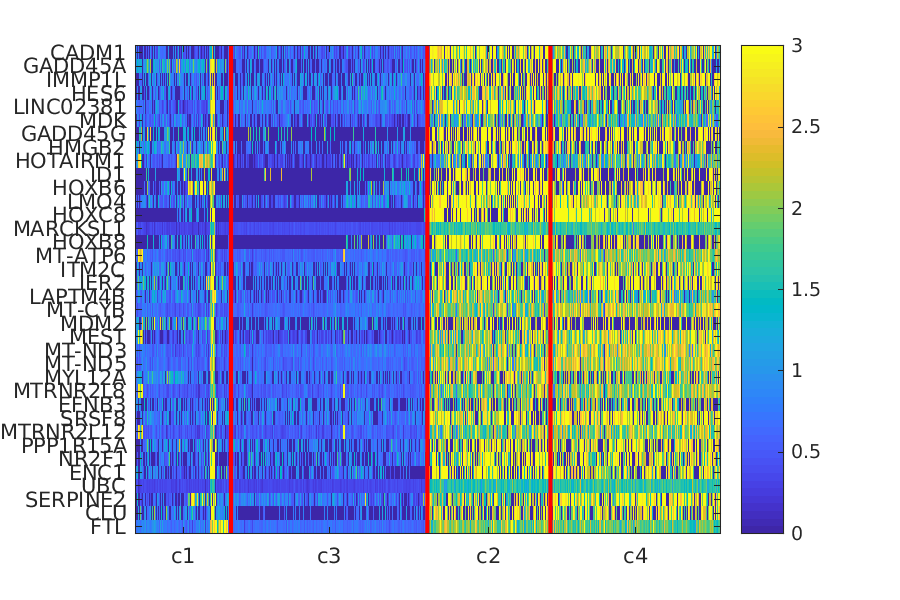 CADM1
GADD45A
IMMP1L
HES6
LINC02381
MDK
GADD45G
HMGB2
HOTAIRM1
ID1
HOXB6
LMO4
HOXC8
MARCKSL1
HOXB8
MT-ATP6
ITM2C
IER2
LAPTM4B
MT-CYB
MDM2
MEST
MT-ND3
MT-ND5
MYL12A
MTRNR2L8
EFNB3
SRSF8
MTRNR2L12
PPP1R15A
NR2F1
ENC1
UBC
SERPINE2
CLU
FTL
c1 c3 c2 c4
3
2.5
2
1.5
1
0.5
0